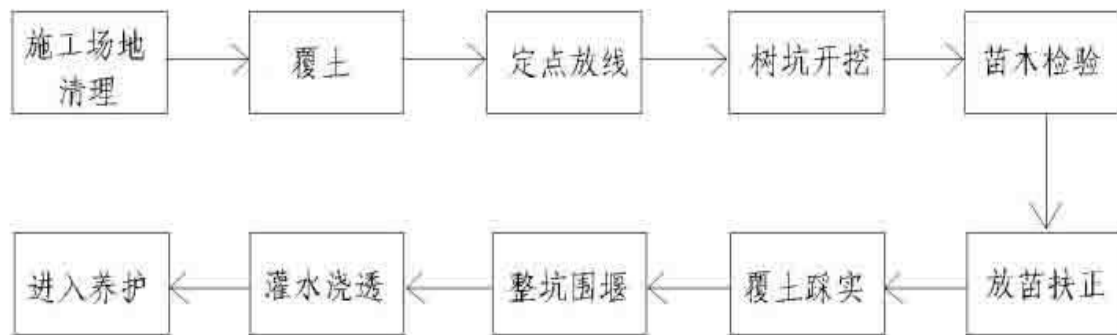 施工场地
清理
覆土
定点放线
树坑开挖
苗木检验
放苗扶正
覆土踩实
整坑围堰
灌水浇透
进入养护